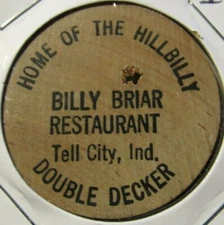 HOME OF THE HILLBILLY
BILLY BRIAR
RESTAURANT
Tell City, Ind.
DOUBLE DECKER